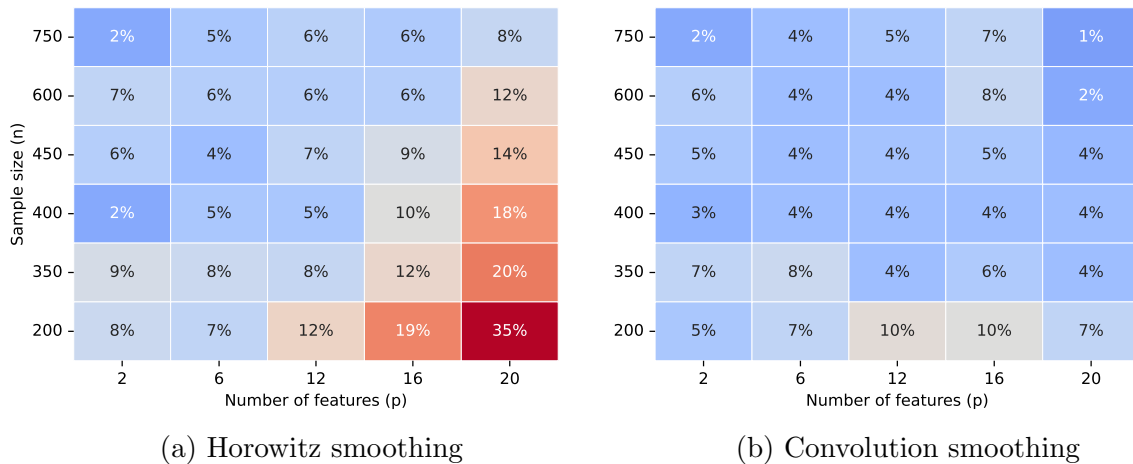 750 2% 5% 6% 6% 8%
600 7% 6% 6% 6% 12%
450 6% 4% 7% 9% 14%
400 2% 5% 5% 10% 18%
350 9% 8% 8% 12% 20%
200 8% 7% 12% 19% 35%
2 6 12 16 20
Sample size (n)
Number of features (p)
(a) Horowitz smoothing
750 2% 4% 5% 7% 1%
600 6% 4% 4% 8% 2%
450 5% 4% 4% 5% 4%
400 3% 4% 4% 4% 4%
350 7% 8% 4% 6% 4%
200 5% 7% 10% 10% 7%
2 6 12 16 20
Number of features (p)
(b) Convolution smoothing